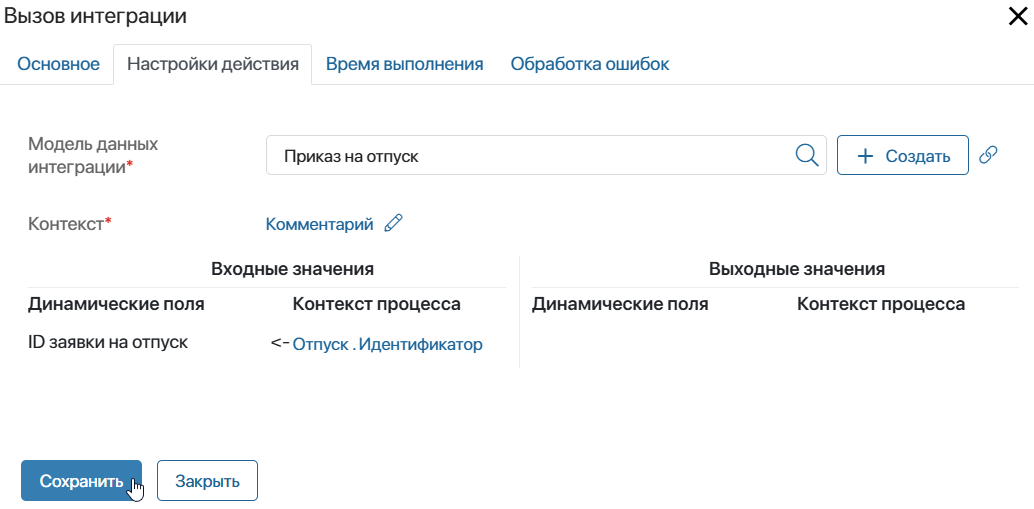 Вызов интеграции
Основное Настройки действия Время выполнения Обработка ошибок
Модель данных интеграции* Приказ на отпуск Создать
Контекст* Комментарий
Входные значения Выходные значения
Динамические поля Контекст процесса Динамические поля Контекст процесса
ID заявки на отпуск <- Отпуск . Идентификатор
Сохранить Закрыть